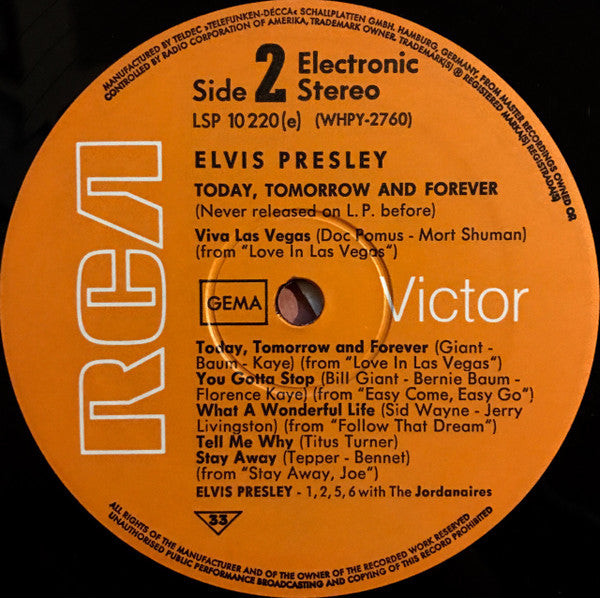 MANUFACTURED BY TELDEC »TELEFUNKEN-DECCA« SCHALLPLATTEN GMBH. HAMBURG, GERMANY, FROM MASTER RECORDINGS OWNED OR
CONTROLLED BY RADIO CORPORATION OF AMERICA, TRADEMARK OWNER. TRADEMARK(S) ® REGISTERED MARKA(S) REGISTRADA(S)
Side 2 Electronic
Stereo
LSP 10 220 (e) (WHPY-2760)
ELVIS PRESLEY
TODAY, TOMORROW AND FOREVER
(Never released on L.P. before)
Viva Las Vegas (Doc Pomus - Mort Shuman)
(from "Love In Las Vegas")
RCA
GEMA
Victor
Today, Tomorrow and Forever (Giant -
Baum - Kaye) (from "Love In Las Vegas")
You Gotta Stop (Bill Giant - Bernie Baum -
Florence Kaye) (from "Easy Come, Easy Go")
What A Wonderful Life (Sid Wayne - Jerry
Livingston) (from "Follow That Dream")
Tell Me Why (Titus Turner)
Stay Away (Tepper - Bennet)
(from "Stay Away, Joe")
ELVIS PRESLEY - 1, 2, 5, 6 with The Jordanaires
33
ALL RIGHTS OF THE MANUFACTURER AND OF THE OWNER OF THE RECORDED WORK RESERVED
UNAUTHORISED PUBLIC PERFORMANCE BROADCASTING AND COPYING OF THIS RECORD PROHIBITED